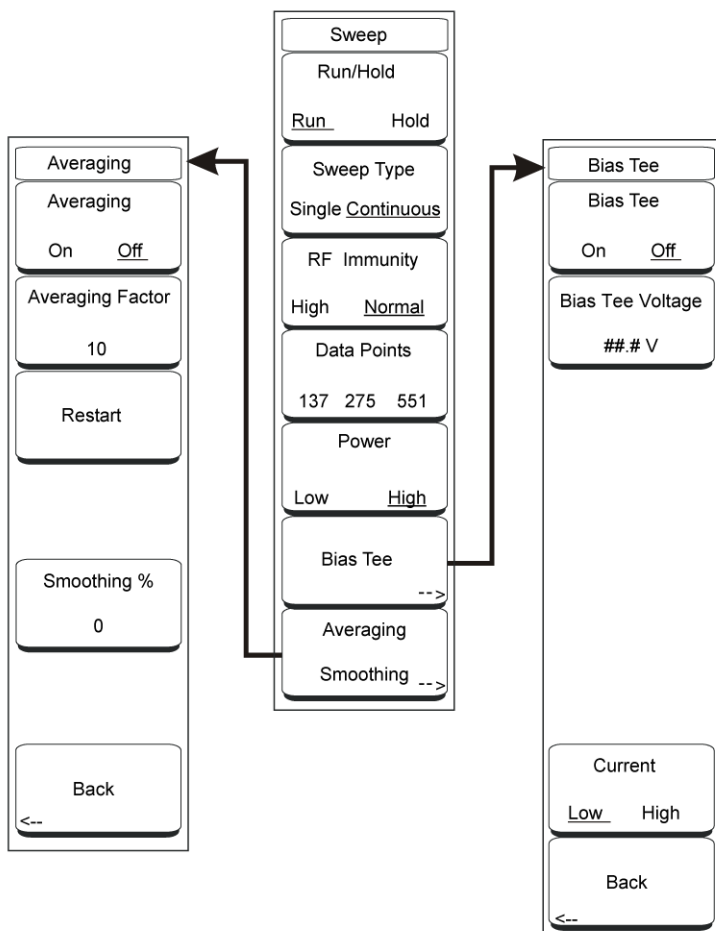 Sweep
Run/Hold
Run Hold
Sweep Type
Single Continuous
RF Immunity
High Normal
Data Points
137 275 551
Power
Low High
Bias Tee
-->
Averaging
Smoothing -->
Averaging
Averaging
On Off
Averaging Factor
10
Restart
Smoothing %
0
Back
<--
Bias Tee
Bias Tee
On Off
Bias Tee Voltage
##.# V
Current
Low High
Back
<--